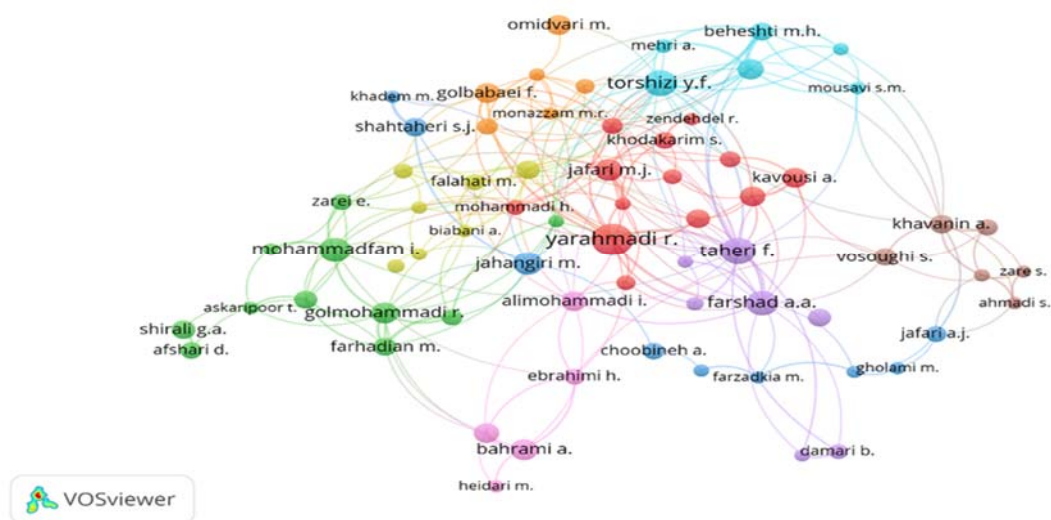 omidvari m.
beheshti m.h.
mehri a.
torshizi y.f.
golbabaei f.
khadem m.
mousavi s.m.
monazzam m.r.
zendehdel r.
shahtaheri s.j.
khodakarim s.
jafari m.j.
kavousi a.
falahati m.
zarei e.
mohammadi h.
khavanin a.
biabani a.
yarahmadi r.
mohammadfam i.
taheri f.
vosoughi s.
jahangiri m.
zare s.
alimohammadi i.
farshad a.a.
ahmadi s.
askaripoor t.
golmohammadi r.
shirali g.a.
jafari a.j.
afshari d.
farhadian m.
choobineh a.
gholami m.
ebrahimi h.
farzadkia m.
bahrami a.
damari b.
heidari m.
VOSviewer